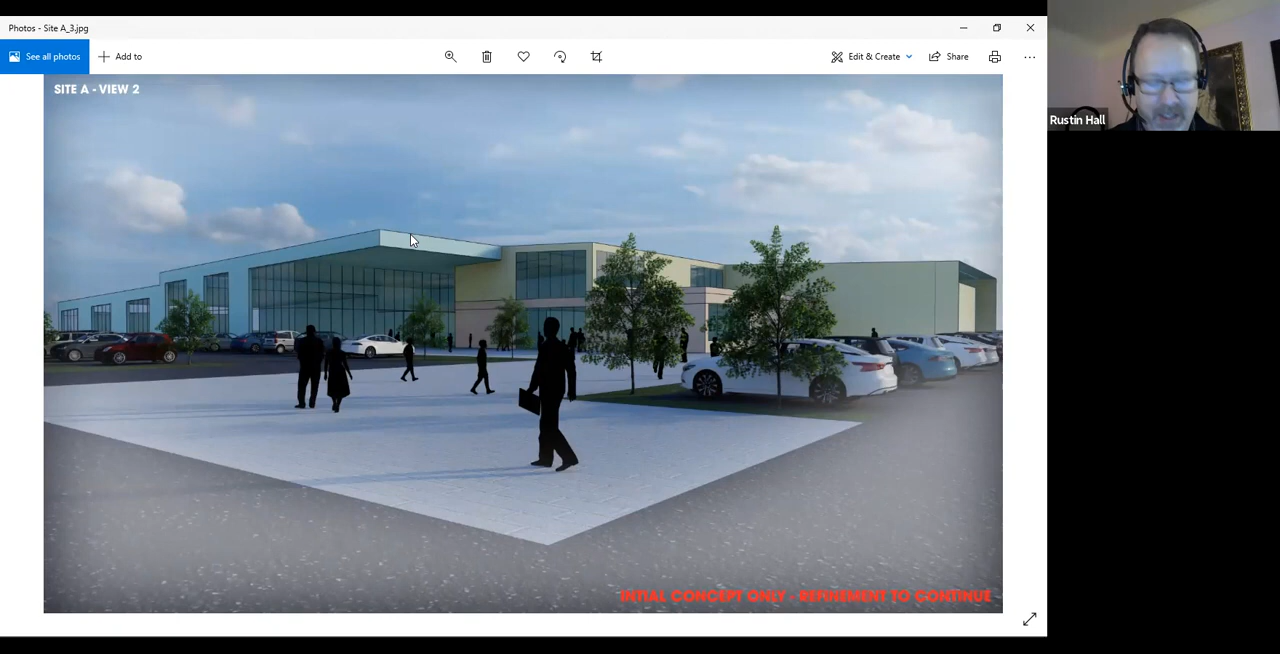 Photos - Site A_3.jpg
See all photos
Add to
Edit & Create
Share
SITE A - VIEW 2
Rustin Hall
INTIAL CONCEPT ONLY - REFINEMENT TO CONTINUE